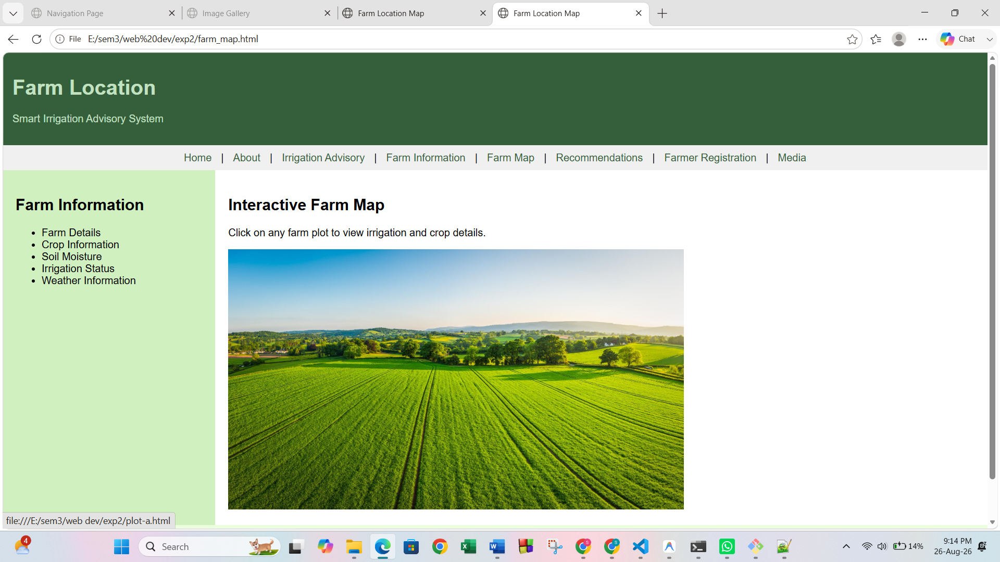 Navigation Page
Image Gallery
Farm Location Map
Farm Location Map
File E:/sem3/web%20dev/exp2/farm_map.html
Chat
Farm Location
Smart Irrigation Advisory System
Home | About | Irrigation Advisory | Farm Information | Farm Map | Recommendations | Farmer Registration | Media
Farm Information
• Farm Details
• Crop Information
• Soil Moisture
• Irrigation Status
• Weather Information
Interactive Farm Map
Click on any farm plot to view irrigation and crop details.
file:///E:/sem3/web dev/exp2/plot-a.html
4
Search
14%
9:14 PM
26-Aug-26